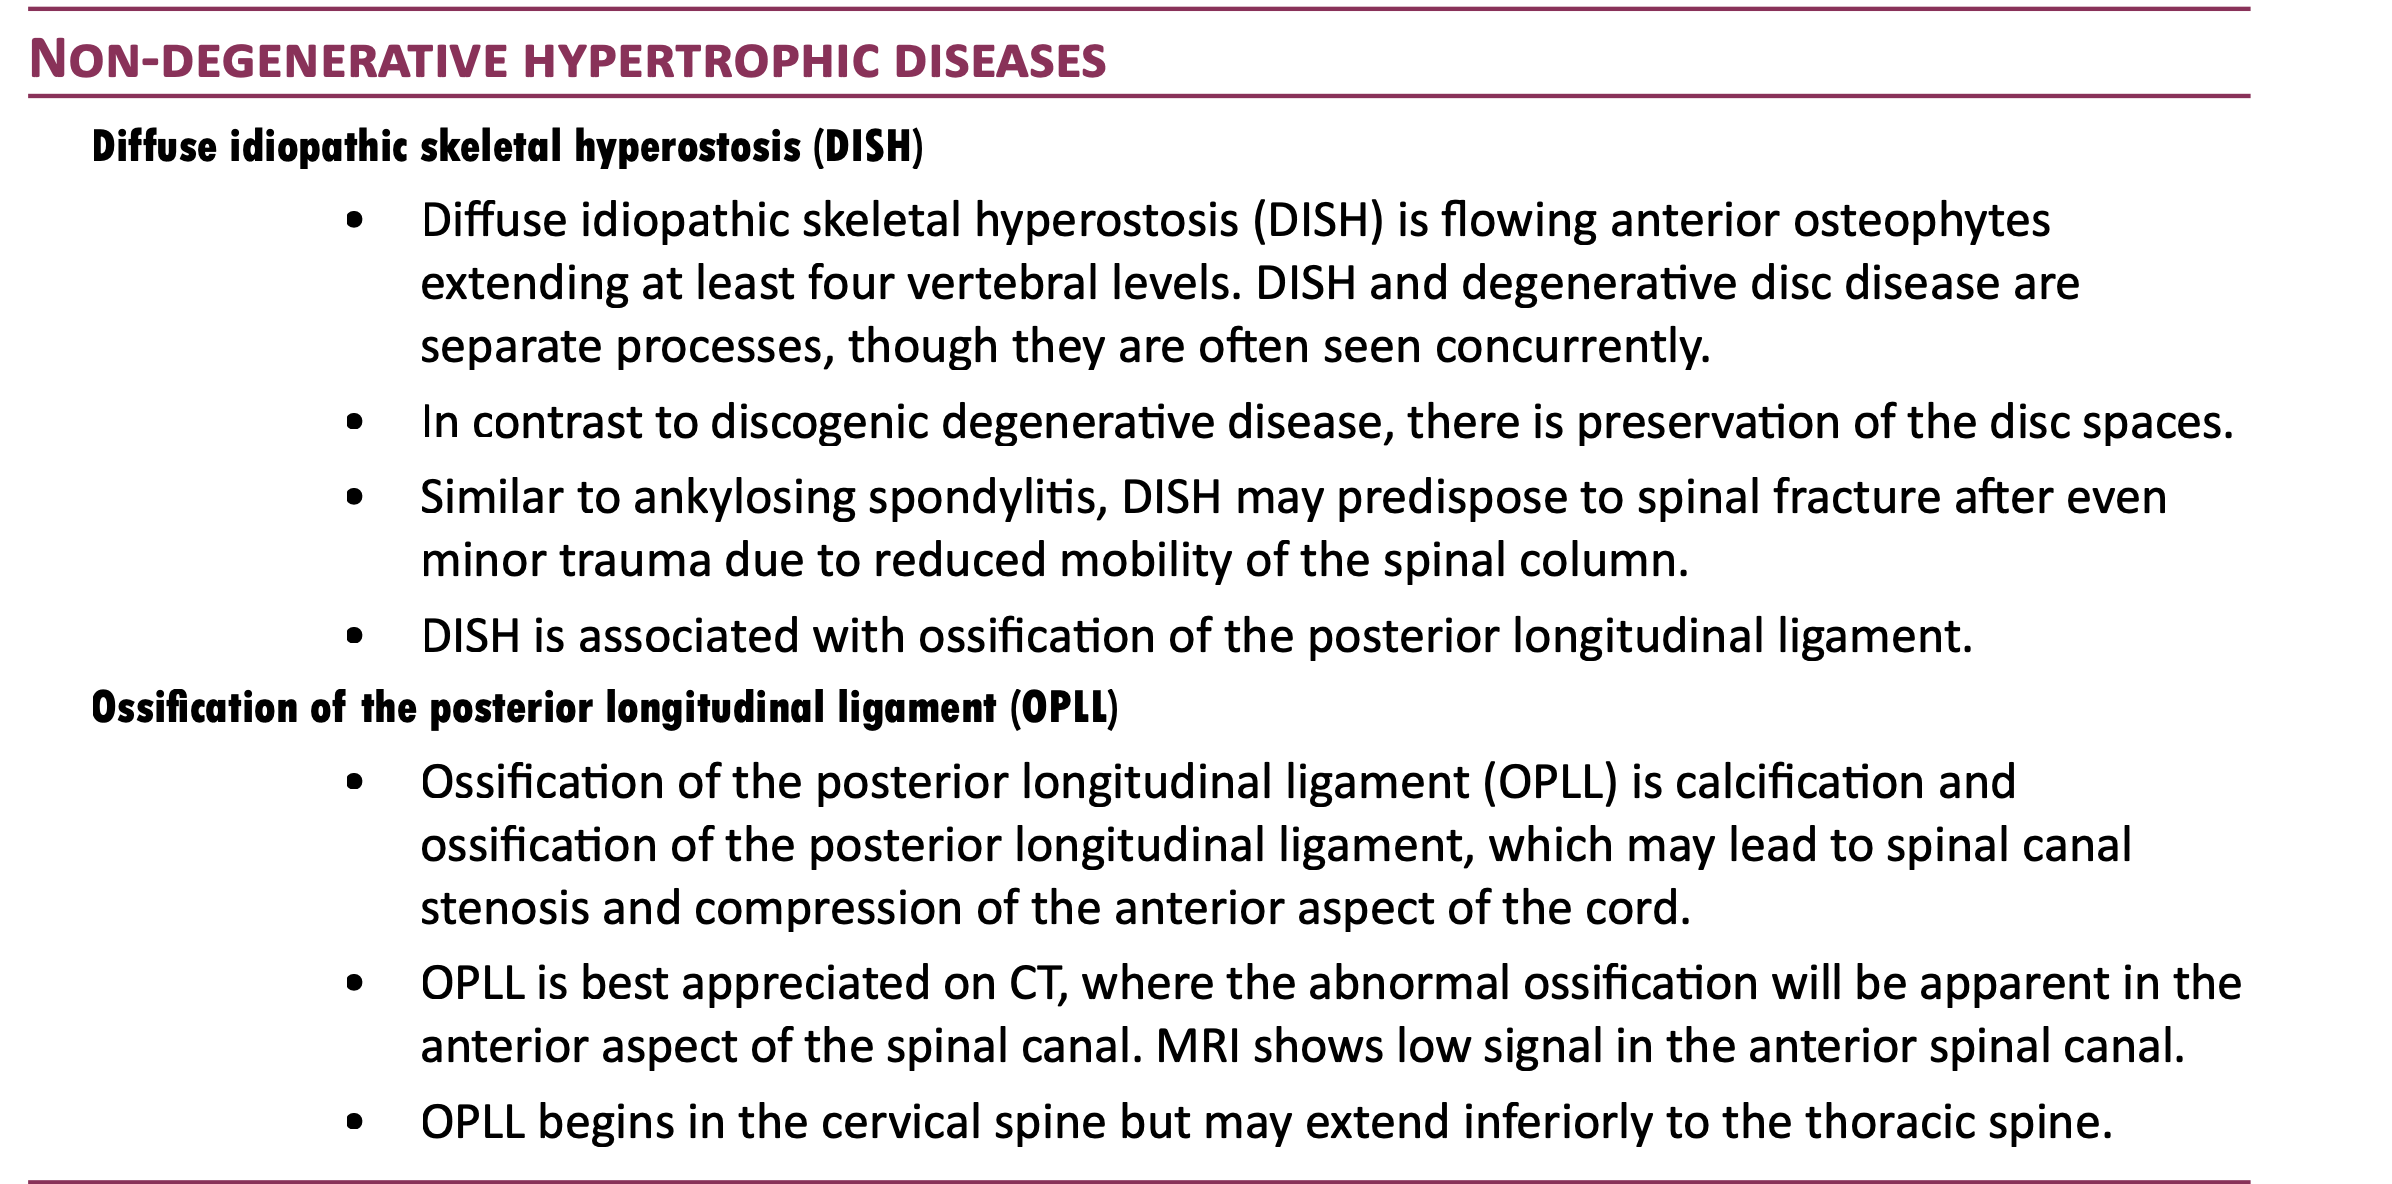 NON-DEGENERATIVE HYPERTROPHIC DISEASES
Diffuse idiopathic skeletal hyperostosis (DISH)
• Diffuse idiopathic skeletal hyperostosis (DISH) is flowing anterior osteophytes
extending at least four vertebral levels. DISH and degenerative disc disease are
separate processes, though they are often seen concurrently.
• In contrast to discogenic degenerative disease, there is preservation of the disc spaces.
• Similar to ankylosing spondylitis, DISH may predispose to spinal fracture after even
minor trauma due to reduced mobility of the spinal column.
• DISH is associated with ossification of the posterior longitudinal ligament.
Ossification of the posterior longitudinal ligament (OPLL)
• Ossification of the posterior longitudinal ligament (OPLL) is calcification and
ossification of the posterior longitudinal ligament, which may lead to spinal canal
stenosis and compression of the anterior aspect of the cord.
• OPLL is best appreciated on CT, where the abnormal ossification will be apparent in the
anterior aspect of the spinal canal. MRI shows low signal in the anterior spinal canal.
• OPLL begins in the cervical spine but may extend inferiorly to the thoracic spine.